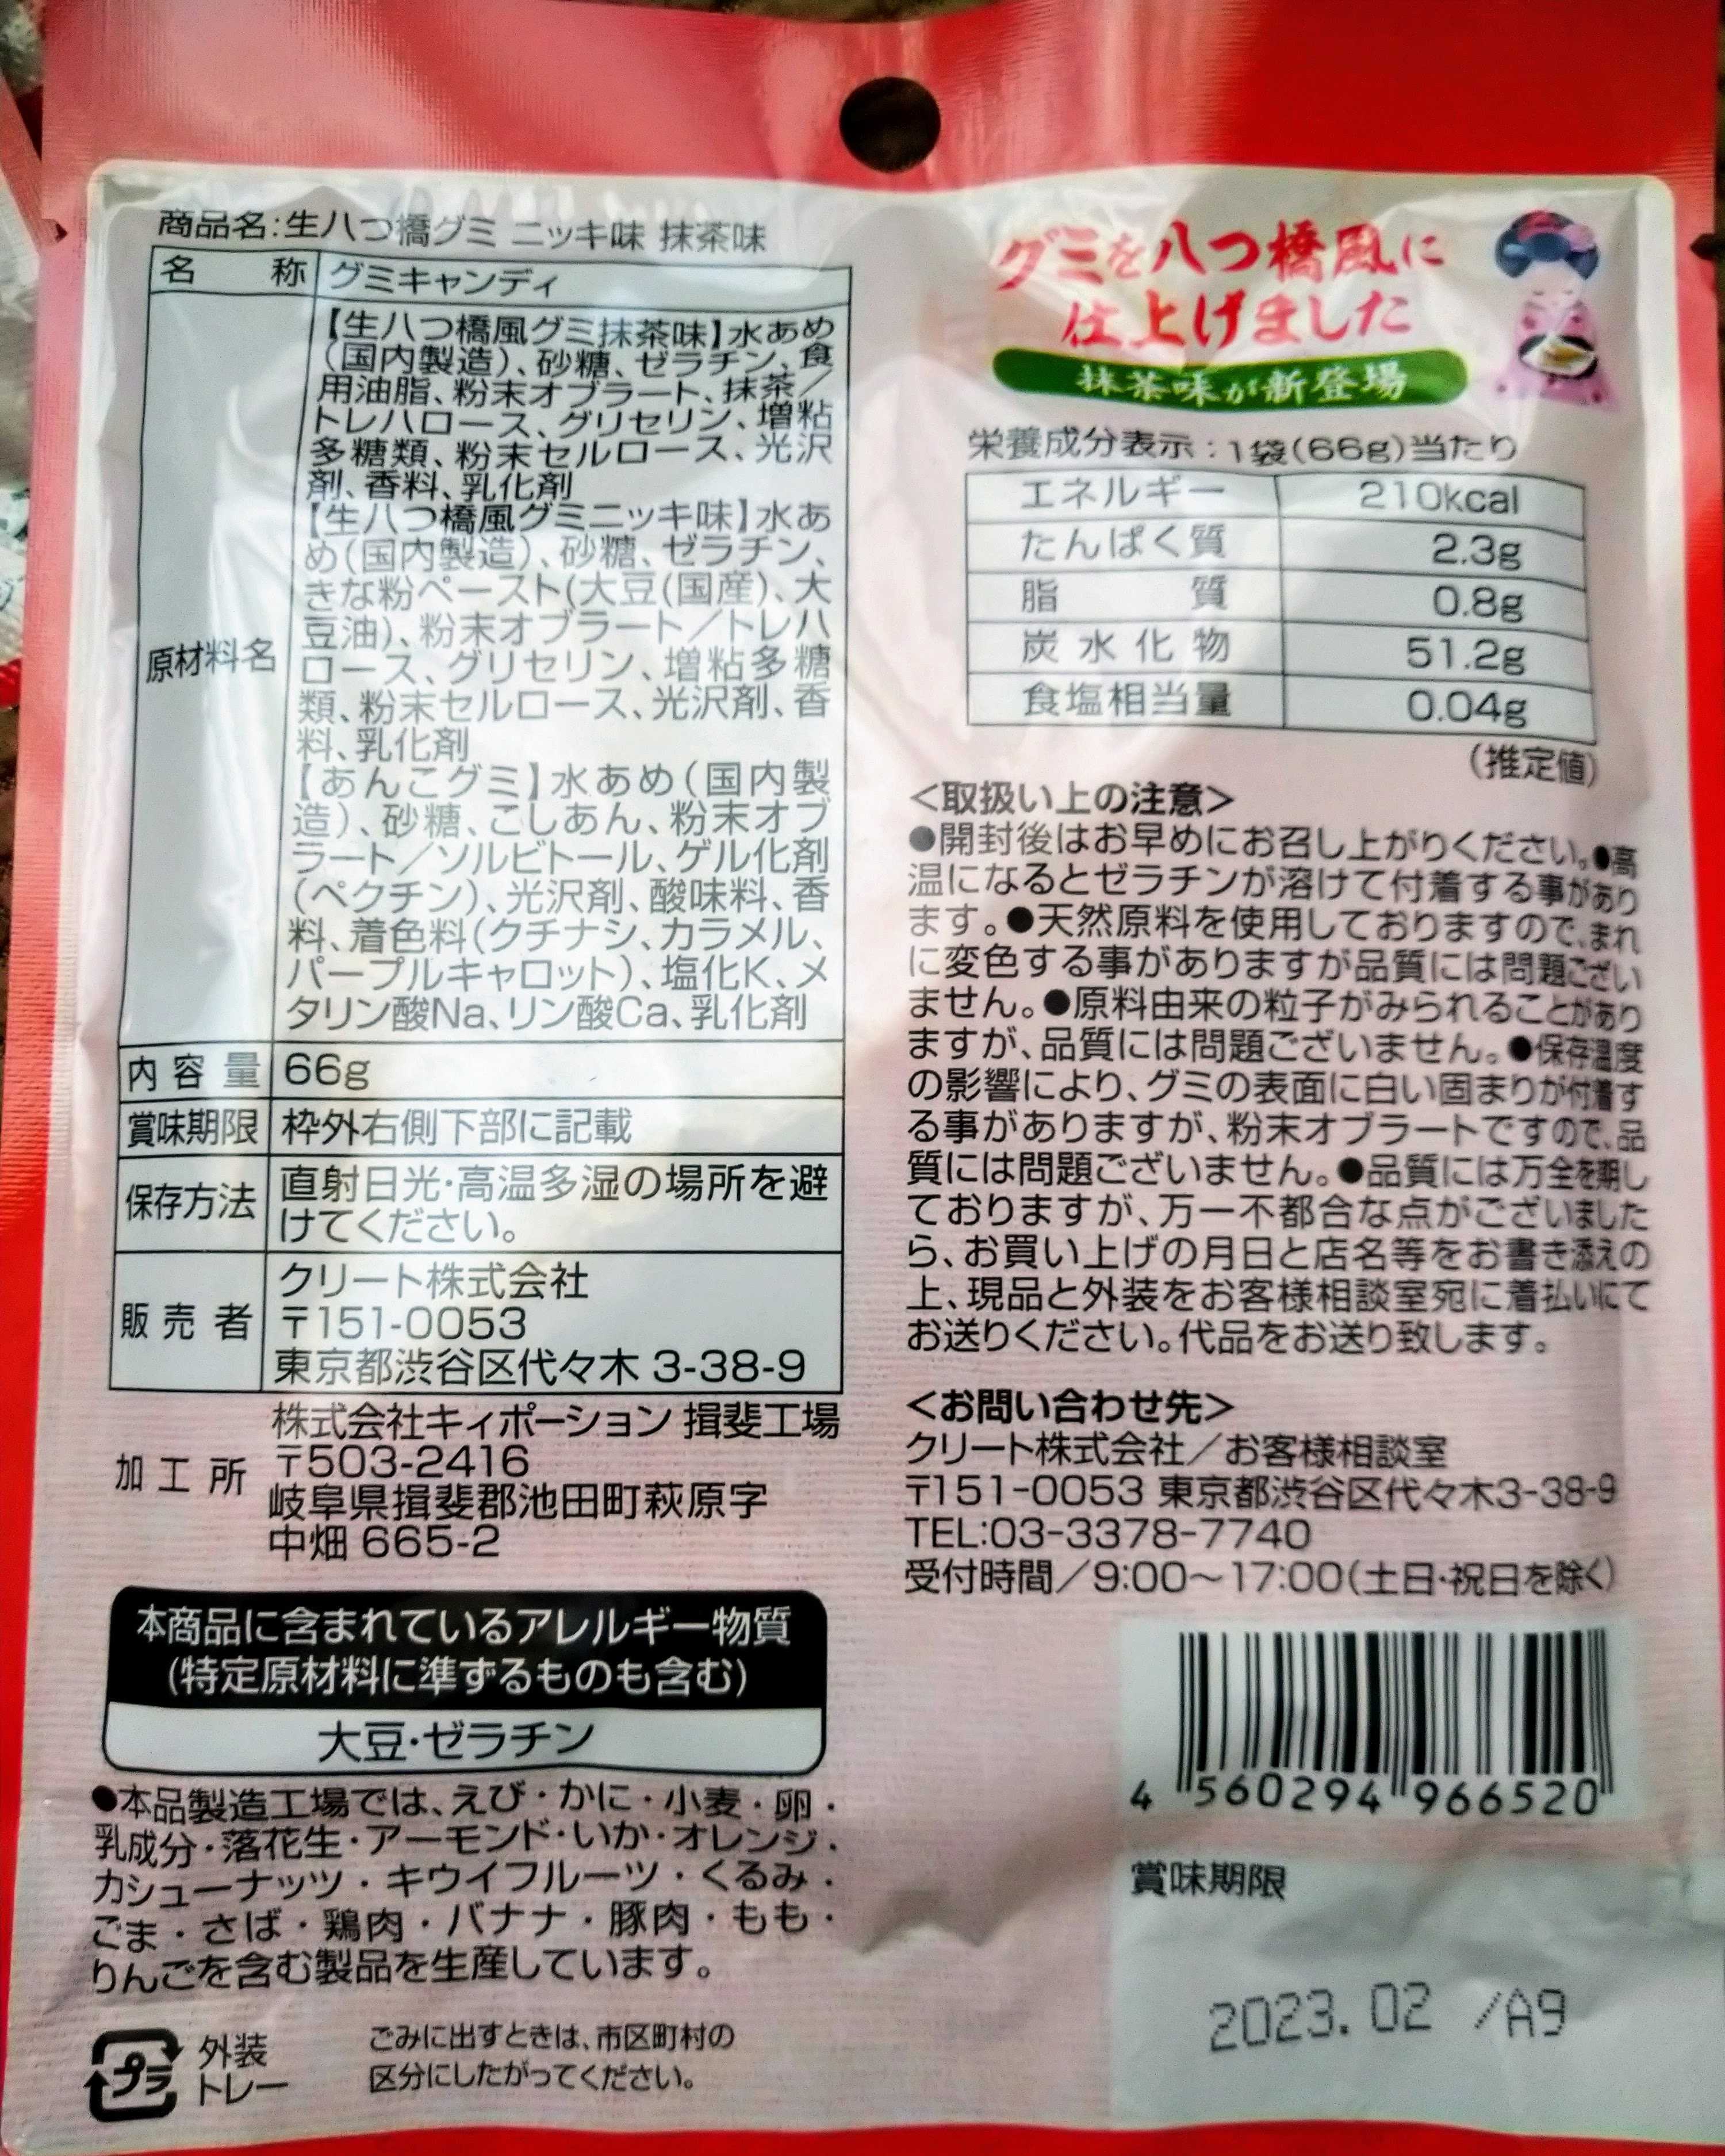 商品名:生八つ橋グミ ニッキ味 抹茶味
名称 グミキャンディ
原材料名
【生八つ橋風グミ抹茶味】水あめ
(国内製造)、砂糖、ゼラチン、食
用油脂、粉末オブラート、抹茶/
トレハロース、グリセリン、増粘
多糖類、粉末セルロース、光沢
剤、香料、乳化剤
【生八つ橋風グミニッキ味】水あ
め(国内製造)、砂糖、ゼラチン、
きな粉ペースト(大豆(国産)、大
豆油)、粉末オブラート/トレハ
ロース、グリセリン、増粘多糖
類、粉末セルロース、光沢剤、香
料、乳化剤
【あんこグミ】水あめ(国内製
造)、砂糖、こしあん、粉末オブ
ラート/ソルビトール、ゲル化剤
(ペクチン)、光沢剤、酸味料、香
料、着色料(クチナシ、カラメル、
パープルキャロット)、塩化K、メ
タリン酸Na、リン酸Ca、乳化剤
内容量 66g
賞味期限 枠外右側下部に記載
保存方法
直射日光・高温多湿の場所を避
けてください。
販売者
クリート株式会社
〒151-0053
東京都渋谷区代々木 3-38-9
加工所
株式会社キィポーション 揖斐工場
〒503-2416
岐阜県揖斐郡池田町萩原字
中畑 665-2
本商品に含まれているアレルギー物質
(特定原材料に準ずるものも含む)
大豆・ゼラチン
●本品製造工場では、えび・かに・小麦・卵・
乳成分・落花生・アーモンド・いか・オレンジ・
カシューナッツ・キウイフルーツ・くるみ・
ごま・さば・鶏肉・バナナ・豚肉・もも・
りんごを含む製品を生産しています。
プラ
外装
トレー
ごみに出すときは、市区町村の
区分にしたがってください。
グミを八つ橋風に
仕上げました
抹茶味が新登場
栄養成分表示:1袋(66g)当たり
エネルギー 210kcal
たんぱく質 2.3g
脂質 0.8g
炭水化物 51.2g
食塩相当量 0.04g
(推定値)
<取扱い上の注意>
●開封後はお早めにお召し上がりください。●高
温になるとゼラチンが溶けて付着する事があり
ます。●天然原料を使用しておりますので、まれ
に変色する事がありますが品質には問題ござい
ません。●原料由来の粒子がみられることがあり
ますが、品質には問題ございません。●保存温度
の影響により、グミの表面に白い固まりが付着す
る事がありますが、粉末オブラートですので、品
質には問題ございません。●品質には万全を期し
ておりますが、万一不都合な点がございました
ら、お買い上げの月日と店名等をお書き添えの
上、現品と外装をお客様相談室宛に着払いにて
お送りください。代品をお送り致します。
<お問い合わせ先>
クリート株式会社/お客様相談室
〒151-0053 東京都渋谷区代々木3-38-9
TEL:03-3378-7740
受付時間/9:00~17:00(土日・祝日を除く)
4 560294 966520
賞味期限
2023.02 /A9